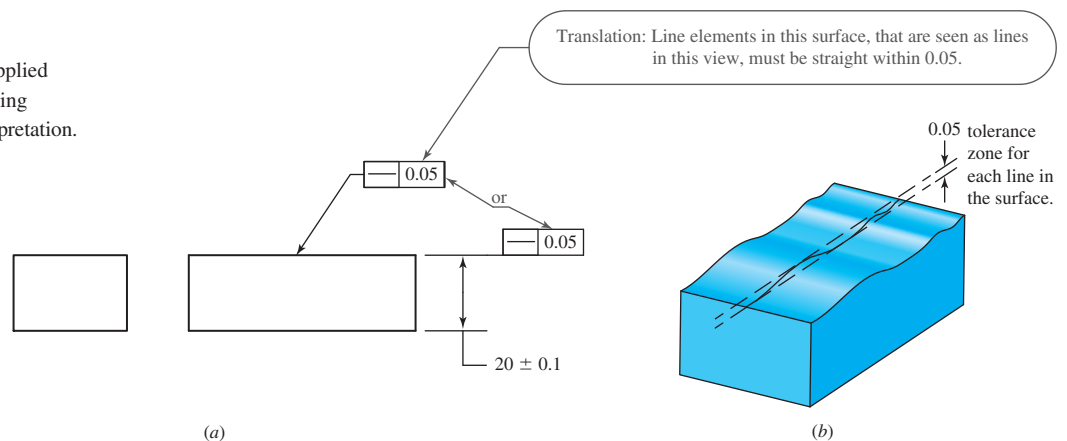 pplied
ing
pretation.
Translation: Line elements in this surface, that are seen as lines
in this view, must be straight within 0.05.
0.05
or
0.05
20 ± 0.1
(a)
0.05 tolerance
zone for
each line in
the surface.
(b)